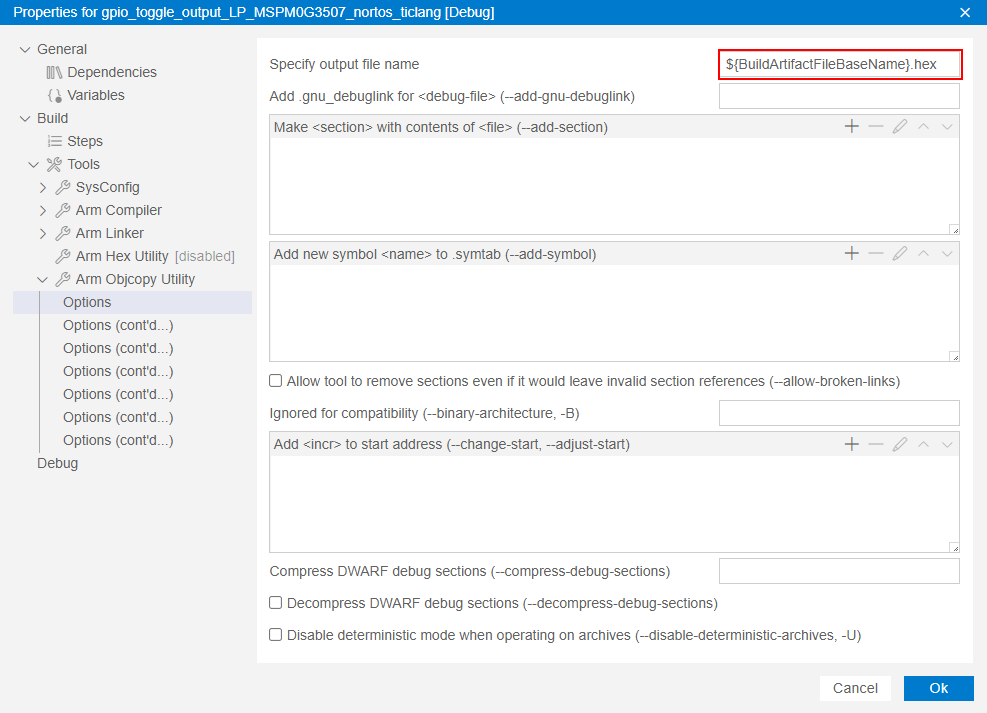 Properties for gpio_toggle_output_LP_MSPM0G3507_nortos_ticlang [Debug]
General
Dependencies
Variables
Build
Steps
Tools
SysConfig
Arm Compiler
Arm Linker
Arm Hex Utility [disabled]
Arm Objcopy Utility
Options
Options (cont'd...)
Options (cont'd...)
Options (cont'd...)
Options (cont'd...)
Options (cont'd...)
Options (cont'd...)
Debug
Specify output file name ${BuildArtifactFileBaseName}.hex
Add .gnu_debuglink for <debug-file> (--add-gnu-debuglink)
Make <section> with contents of <file> (--add-section)
Add new symbol <name> to .symtab (--add-symbol)
Allow tool to remove sections even if it would leave invalid section references (--allow-broken-links)
Ignored for compatibility (--binary-architecture, -B)
Add <incr> to start address (--change-start, --adjust-start)
Compress DWARF debug sections (--compress-debug-sections)
Decompress DWARF debug sections (--decompress-debug-sections)
Disable deterministic mode when operating on archives (--disable-deterministic-archives, -U)
Cancel Ok